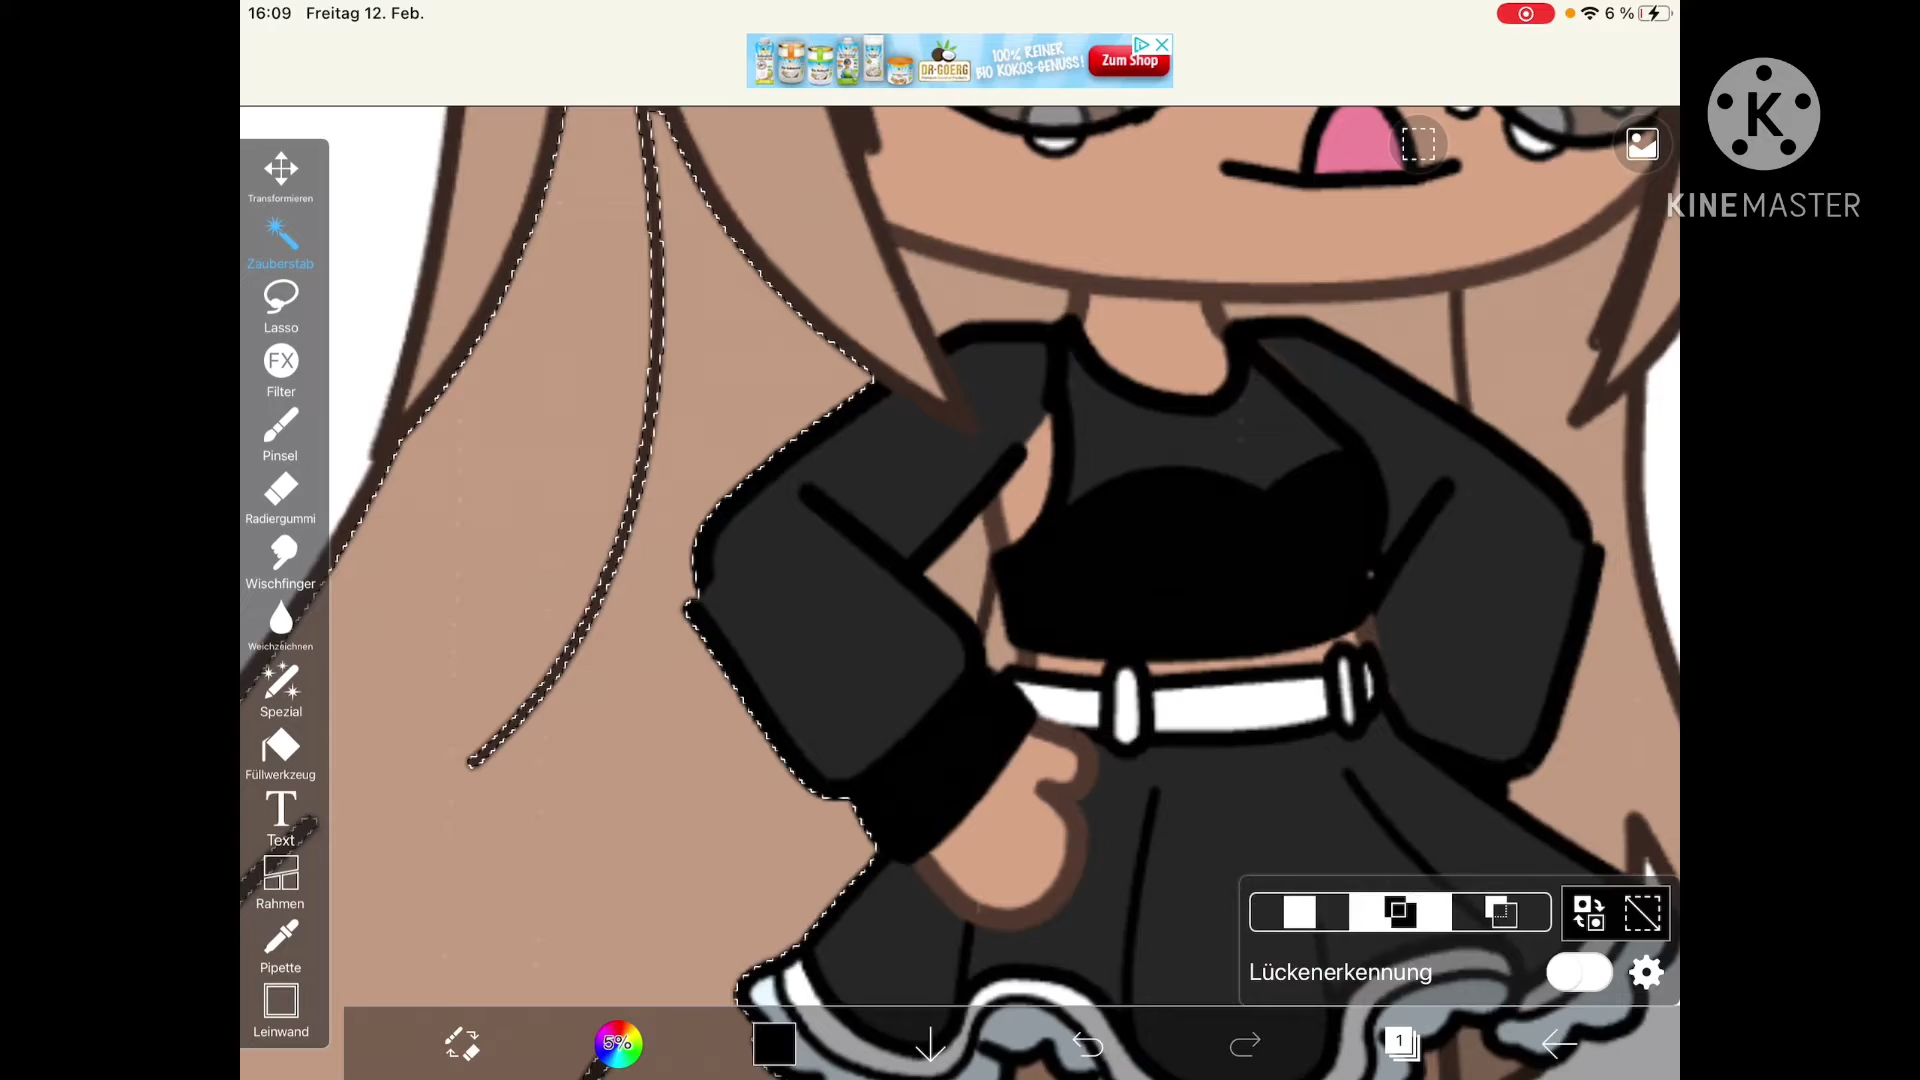 16:09 Freitag 12. Feb.
6 %
100% REINER
BIO KOKOS-GENUSS!
DR·GOERG
Zum Shop
K
KINEMASTER
Transformieren
Zauberstab
Lasso
FX
Filter
Pinsel
Radiergummi
Wischfinger
Weichzeichnen
Spezial
Füllwerkzeug
T
Text
Rahmen
Pipette
Leinwand
Lückenerkennung
5%
1